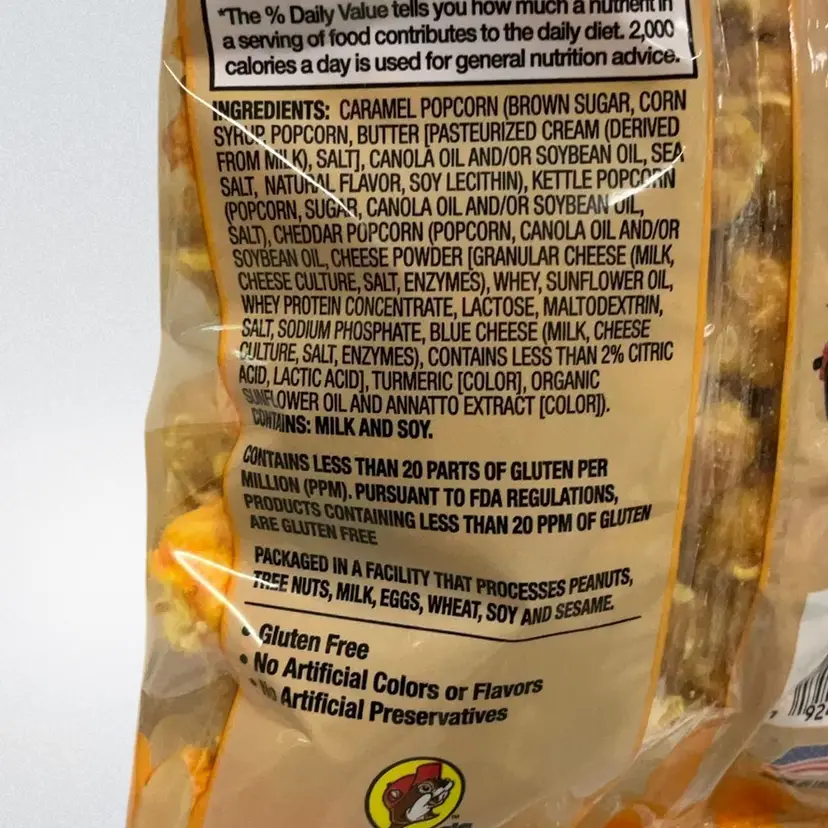 *The % Daily Value tells you how much a nutrient in
a serving of food contributes to the daily diet. 2,000
calories a day is used for general nutrition advice.
INGREDIENTS: CARAMEL POPCORN (BROWN SUGAR, CORN
SYRUP, POPCORN, BUTTER [PASTEURIZED CREAM (DERIVED
FROM MILK), SALT], CANOLA OIL AND/OR SOYBEAN OIL, SEA
SALT, NATURAL FLAVOR, SOY LECITHIN), KETTLE POPCORN
(POPCORN, SUGAR, CANOLA OIL AND/OR SOYBEAN OIL,
SALT), CHEDDAR POPCORN (POPCORN, CANOLA OIL AND/OR
SOYBEAN OIL, CHEESE POWDER [GRANULAR CHEESE (MILK,
CHEESE CULTURE, SALT, ENZYMES), WHEY, SUNFLOWER OIL,
WHEY PROTEIN CONCENTRATE, LACTOSE, MALTODEXTRIN,
SALT, SODIUM PHOSPHATE, BLUE CHEESE (MILK, CHEESE
CULTURE, SALT, ENZYMES), CONTAINS LESS THAN 2% CITRIC
ACID, LACTIC ACID], TURMERIC [COLOR], ORGANIC
SUNFLOWER OIL AND ANNATTO EXTRACT [COLOR]).
CONTAINS: MILK AND SOY.
CONTAINS LESS THAN 20 PARTS OF GLUTEN PER
MILLION (PPM). PURSUANT TO FDA REGULATIONS,
PRODUCTS CONTAINING LESS THAN 20 PPM OF GLUTEN
ARE GLUTEN FREE
PACKAGED IN A FACILITY THAT PROCESSES PEANUTS,
TREE NUTS, MILK, EGGS, WHEAT, SOY AND SESAME.
• Gluten Free
• No Artificial Colors or Flavors
• No Artificial Preservatives